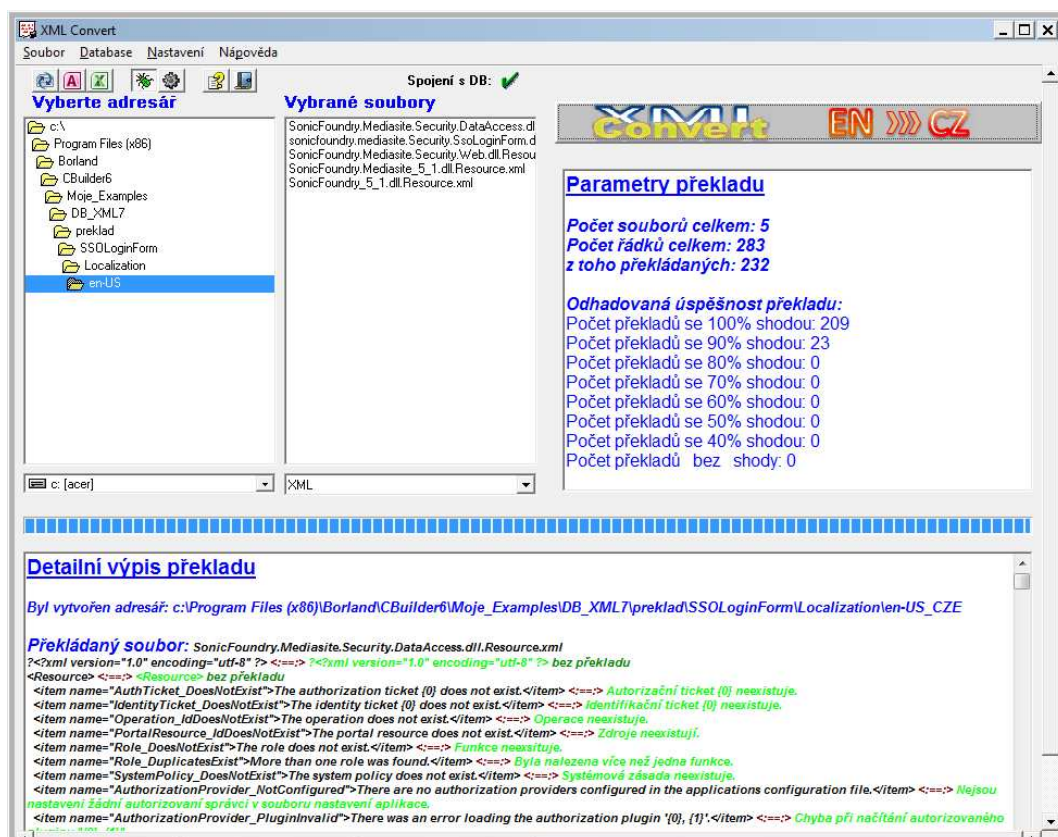 XML Convert
Soubor Database Nastavení Nápověda
Spojení s DB:
Vyberte adresář
Vybrané soubory
c:\
Program Files (x86)
Borland
CBuilder6
Moje_Examples
DB_XML7
preklad
SSOLoginForm
Localization
en-US
c: [acer]
SonicFoundry.Mediasite.Security.DataAccess.dl
sonicfoundry.mediasite.Security.SsoLoginForm.d
SonicFoundry.Mediasite.Security.Web.dll.Resou
SonicFoundry.Mediasite_5_1.dll.Resource.xml
SonicFoundry_5_1.dll.Resource.xml
XML
XML Convert EN >>> CZ
Parametry překladu
Počet souborů celkem: 5
Počet řádků celkem: 283
z toho překládaných: 232
Odhadovaná úspěšnost překladu:
Počet překladů se 100% shodou: 209
Počet překladů se 90% shodou: 23
Počet překladů se 80% shodou: 0
Počet překladů se 70% shodou: 0
Počet překladů se 60% shodou: 0
Počet překladů se 50% shodou: 0
Počet překladů se 40% shodou: 0
Počet překladů bez shody: 0
Detailní výpis překladu
Byl vytvořen adresář: c:\Program Files (x86)\Borland\CBuilder6\Moje_Examples\DB_XML7\preklad\SSOLoginForm\Localization\en-US_CZE
Překládaný soubor: SonicFoundry.Mediasite.Security.DataAccess.dll.Resource.xml
?<?xml version="1.0" encoding="utf-8" ?> <:==:> ?<?xml version="1.0" encoding="utf-8" ?> bez překladu
<Resource> <:==:> <Resource> bez překladu
<item name="AuthTicket_DoesNotExist">The authorization ticket {0} does not exist.</item> <:==:> Autorizační ticket {0} neexistuje.
<item name="IdentityTicket_DoesNotExist">The identity ticket {0} does not exist.</item> <:==:> Identifikační ticket {0} neexistuje.
<item name="Operation_IdDoesNotExist">The operation does not exist.</item> <:==:> Operace neexistuje.
<item name="PortalResource_IdDoesNotExist">The portal resource does not exist.</item> <:==:> Zdroje neexistují.
<item name="Role_DoesNotExist">The role does not exist.</item> <:==:> Funkce neexsituje.
<item name="Role_DuplicatesExist">More than one role was found.</item> <:==:> Byla nalezena více než jedna funkce.
<item name="SystemPolicy_DoesNotExist">The system policy does not exist.</item> <:==:> Systémová zásada neexistuje.
<item name="AuthorizationProvider_NotConfigured">There are no authorization providers configured in the applications configuration file.</item> <:==:> Nejsou
nastaveni žádní autorizovaní správci v souboru nastavení aplikace.
<item name="AuthorizationProvider_PluginInvalid">There was an error loading the authorization plugin '{0}, {1}'.</item> <:==:> Chyba při načítání autorizovaného